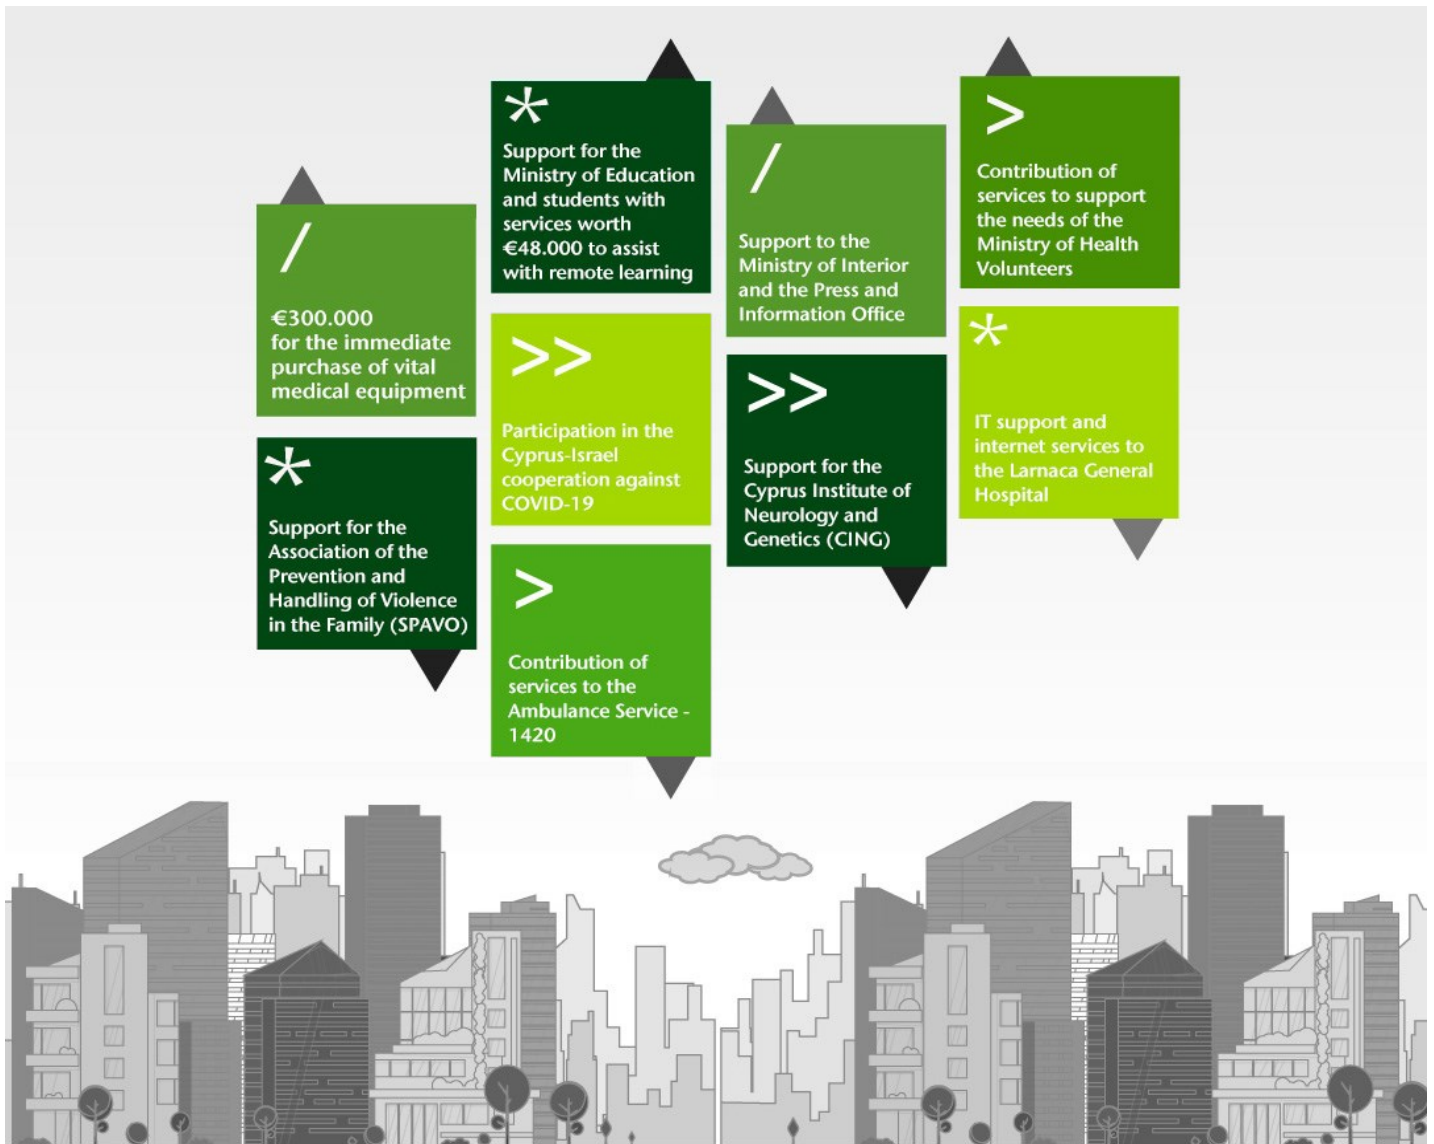 /
€300.000
for the immediate
purchase of vital
medical equipment
*
Support for the
Association of the
Prevention and
Handling of Violence
in the Family (SPAVO)
*
Support for the
Ministry of Education
and students with
services worth
€48.000 to assist
with remote learning
>>
Participation in the
Cyprus-Israel
cooperation against
COVID-19
>
Contribution of
services to the
Ambulance Service -
1420
/
Support to the
Ministry of Interior
and the Press and
Information Office
>>
Support for the
Cyprus Institute of
Neurology and
Genetics (CING)
>
Contribution of
services to support
the needs of the
Ministry of Health
Volunteers
*
IT support and
internet services to
the Larnaca General
Hospital